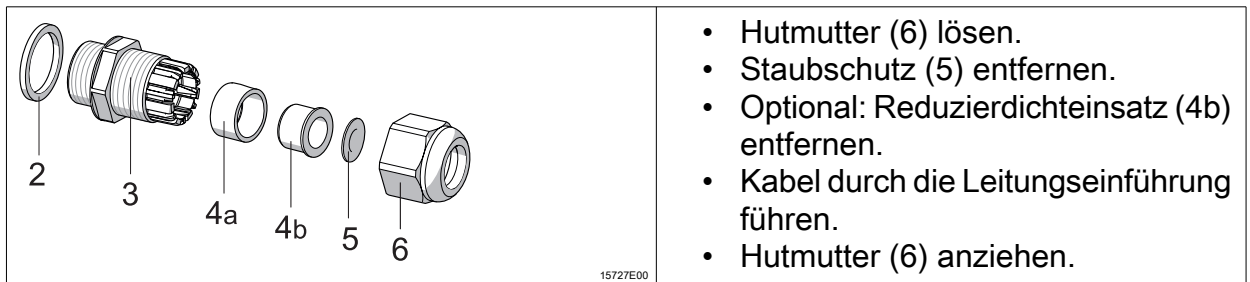 2
3
4a
4b
5
6
15727E00
• Hutmutter (6) lösen.
• Staubschutz (5) entfernen.
• Optional: Reduzierdichteinsatz (4b)
entfernen.
• Kabel durch die Leitungseinführung
führen.
• Hutmutter (6) anziehen.